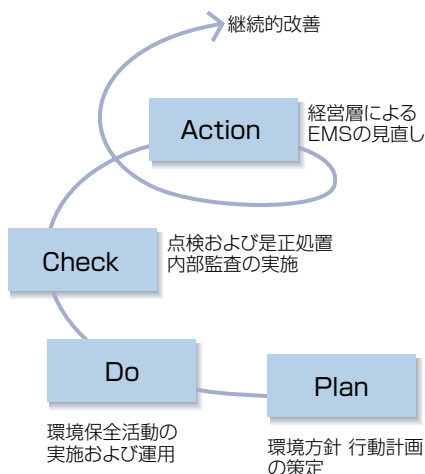 継続的改善
Action
経営層による
EMSの見直し
Check
点検および是正処置
内部監査の実施
Do
環境保全活動の
実施および運用
Plan
環境方針 行動計画
の策定